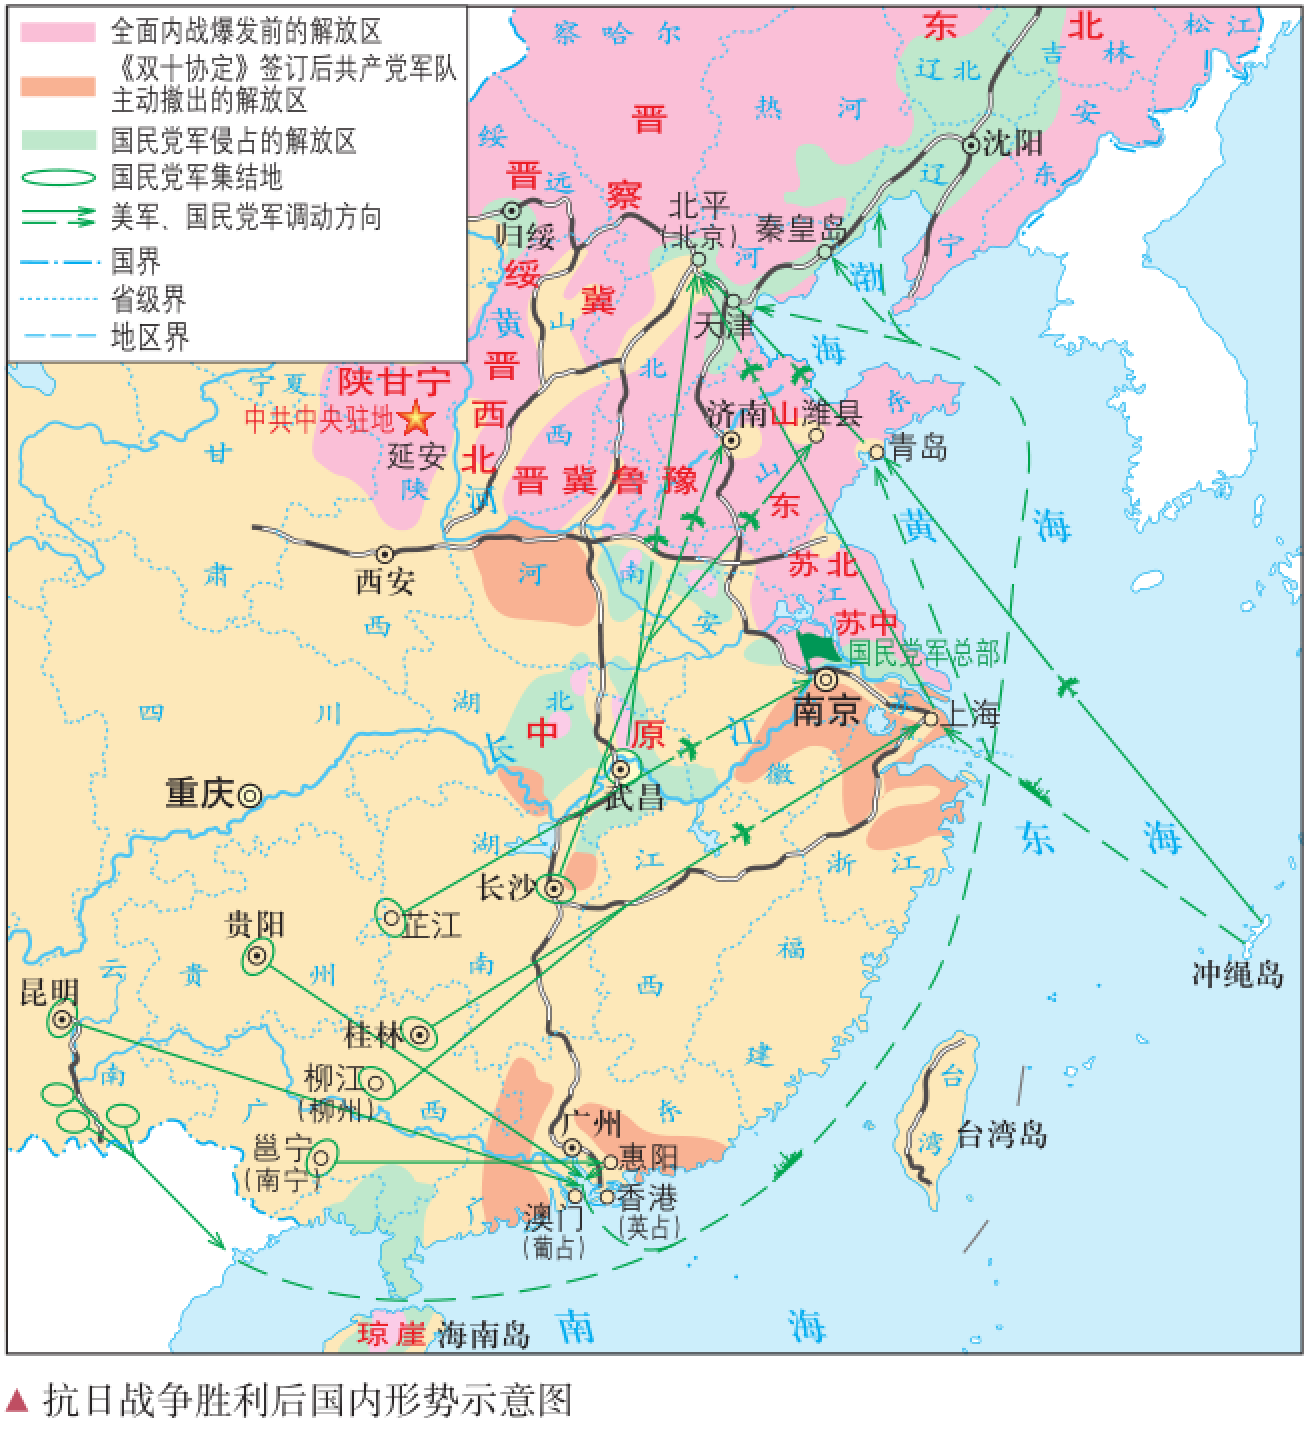 全面内战爆发前的解放区
《双十协定》签订后共产党军队
主动撤出的解放区
国民党军侵占的解放区
国民党军集结地
美军、国民党军调动方向
国界
省级界
地区界
察哈尔
东北
松江
辽北
吉林
热河
晋
安
绥
沈阳
晋
远
察
辽
东
北平
(北京)
秦皇岛
归绥
河
宁
绥
冀
渤
黄
山
天津
海
晋
北
宁夏
陕甘宁
中共中央驻地
西
济南
山
潍县
东
甘
延安
北
西
青岛
陕
河
晋冀鲁豫
山
东
黄
海
西安
肃
河
南
苏北
江
西
安
苏中
国民党军总部
四
川
湖
北
中
原
长
江
南京
苏
上海
重庆
武昌
徽
东
海
湖
江
浙
江
长沙
芷江
贵阳
云
贵
州
南
西
福
冲绳岛
昆明
桂林
建
南
柳江
(柳州)
广
西
东
台
湾
台湾岛
邕宁
(南宁)
广州
惠阳
广
澳门
(葡占)
香港
(英占)
琼崖
海南岛
南
海
▲ 抗日战争胜利后国内形势示意图